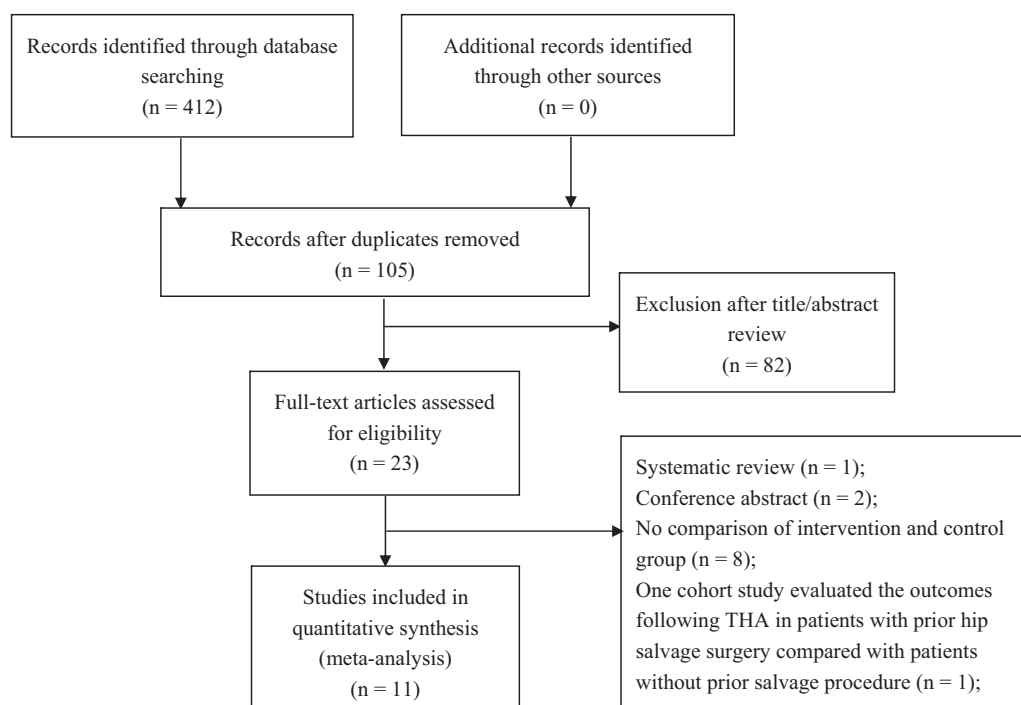 Records identified through database
searching
(n = 412)
Additional records identified
through other sources
(n = 0)
Records after duplicates removed
(n = 105)
Exclusion after title/abstract
review
(n = 82)
Full-text articles assessed
for eligibility
(n = 23)
Systematic review (n = 1);
Conference abstract (n = 2);
No comparison of intervention and control
group (n = 8);
One cohort study evaluated the outcomes
following THA in patients with prior hip
salvage surgery compared with patients
without prior salvage procedure (n = 1);
Studies included in
quantitative synthesis
(meta-analysis)
(n = 11)